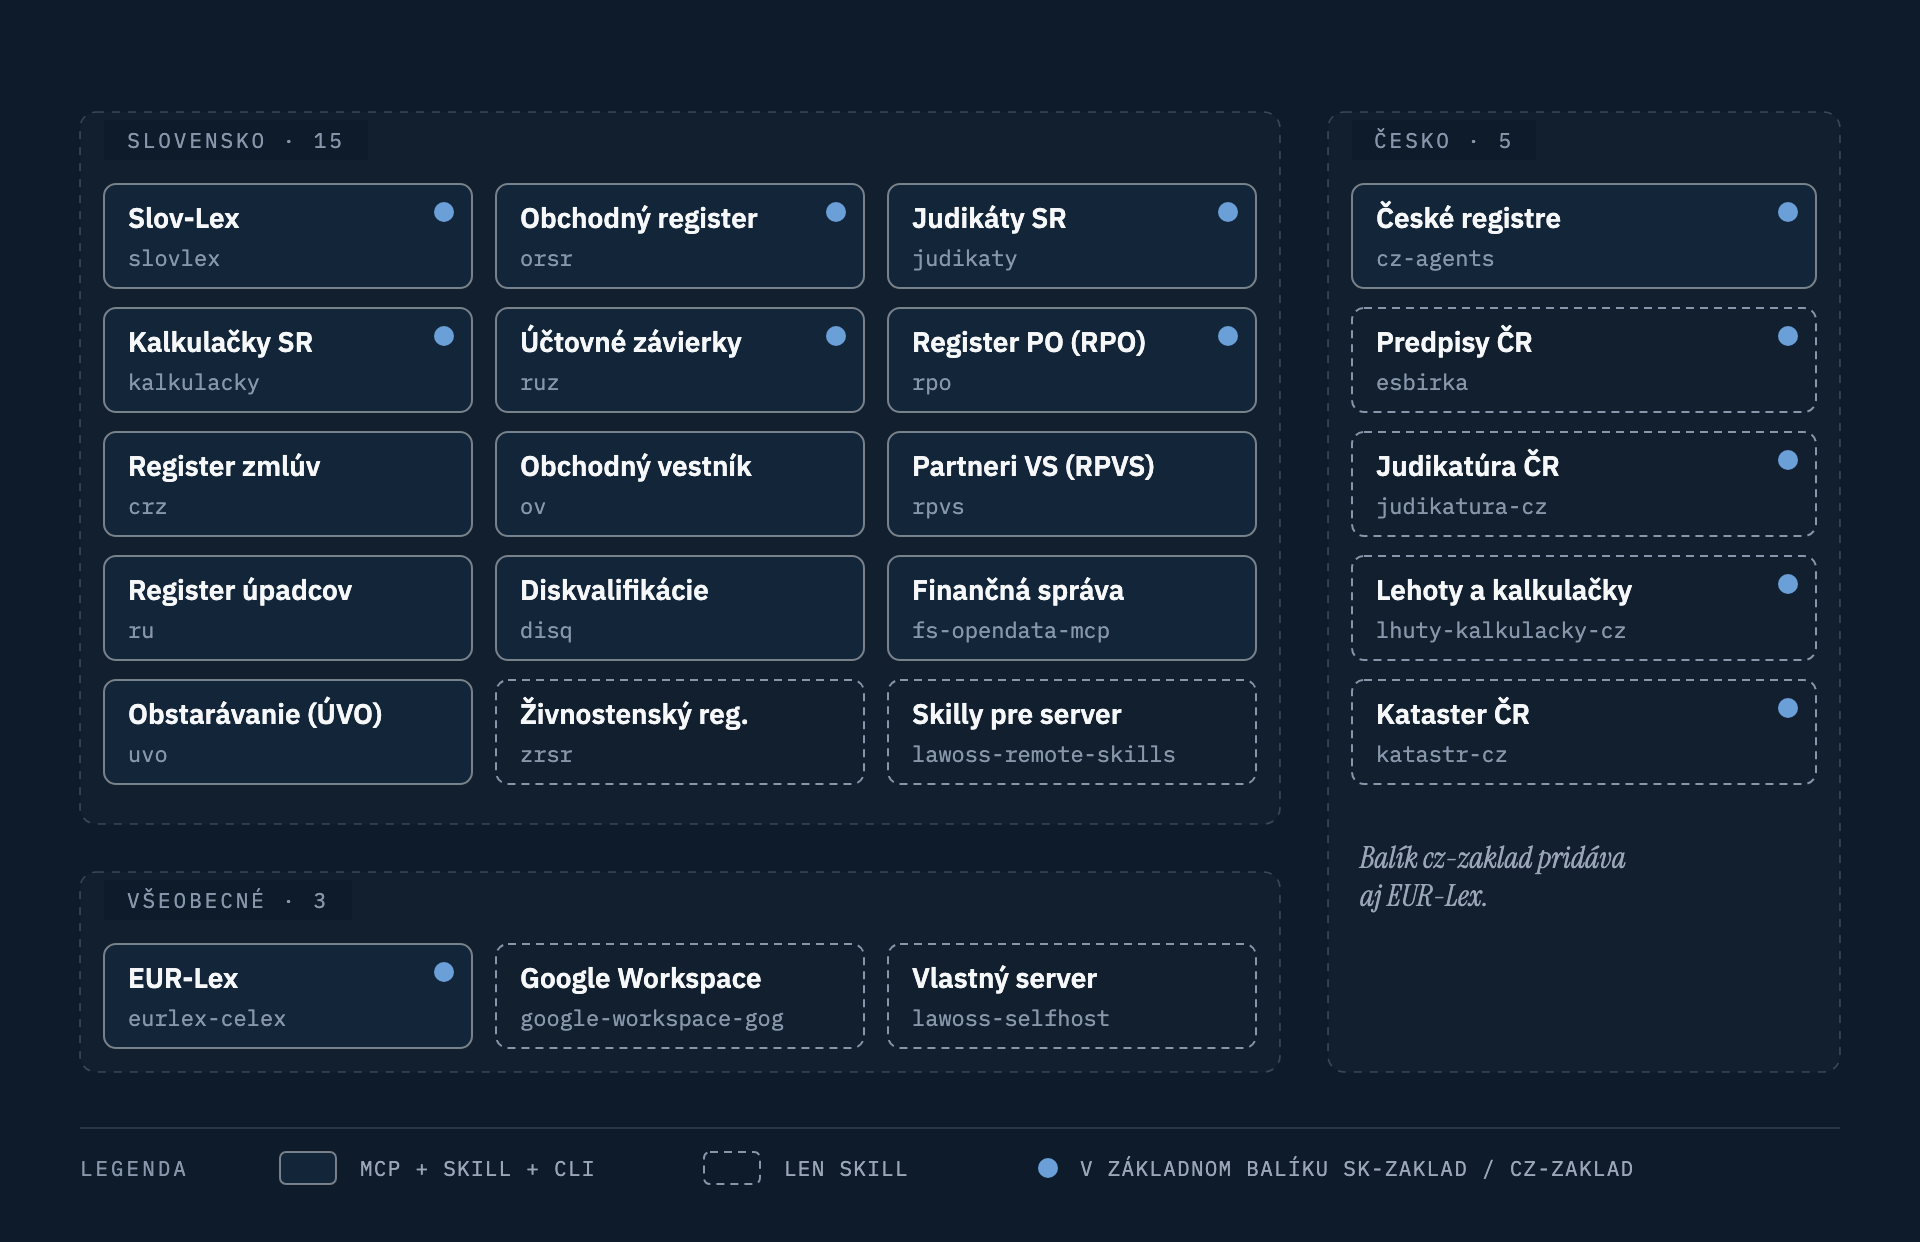 SLOVENSKO · 15
Slov-Lex
slovlex
Obchodný register
orsr
Judikáty SR
judikaty
Kalkulačky SR
kalkulacky
Účtovné závierky
ruz
Register PO (RPO)
rpo
Register zmlúv
crz
Obchodný vestník
ov
Partneri VS (RPVS)
rpvs
Register úpadcov
ru
Diskvalifikácie
disq
Finančná správa
fs-opendata-mcp
Obstarávanie (ÚVO)
uvo
Živnostenský reg.
zrsr
Skilly pre server
lawoss-remote-skills
ČESKO · 5
České registre
cz-agents
Predpisy ČR
esbirka
Judikatúra ČR
judikatura-cz
Lehoty a kalkulačky
lhuty-kalkulacky-cz
Kataster ČR
katastr-cz
Balík cz-zaklad pridáva
aj EUR-Lex.
VŠEOBECNÉ · 3
EUR-Lex
eurlex-celex
Google Workspace
google-workspace-gog
Vlastný server
lawoss-selfhost
LEGENDA
MCP + SKILL + CLI
LEN SKILL
V ZÁKLADNOM BALÍKU SK-ZAKLAD / CZ-ZAKLAD